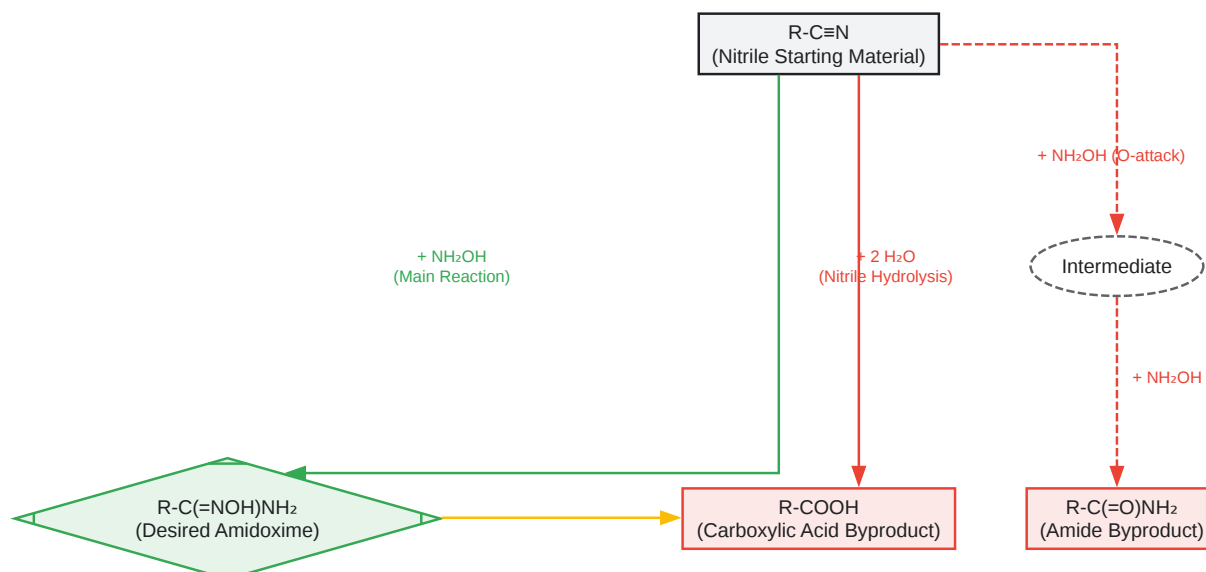 R-C≡N
(Nitrile Starting Material)
+ NH₂OH (O-attack)
+ NH₂OH
(Main Reaction)
+ 2 H₂O
(Nitrile Hydrolysis)
Intermediate
+ NH₂OH
R-C(=NOH)NH₂
(Desired Amidoxime)
R-COOH
(Carboxylic Acid Byproduct)
R-C(=O)NH₂
(Amide Byproduct)